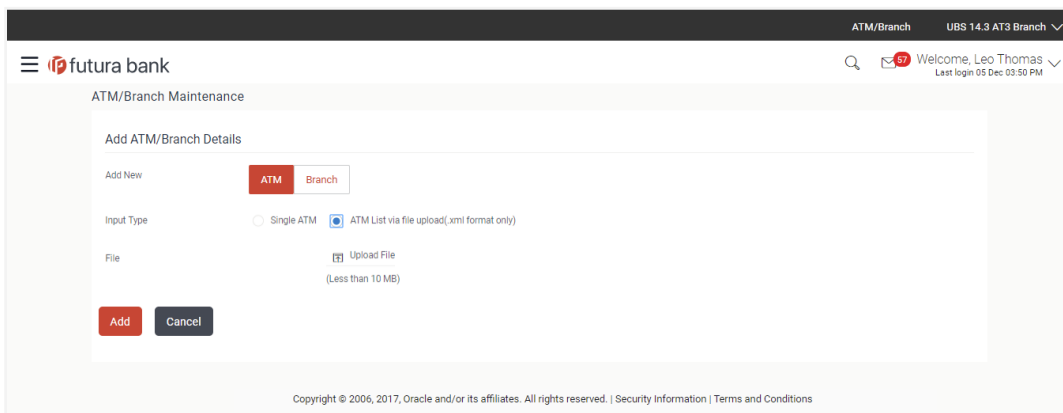 ATM/Branch UBS 14.3 AT3 Branch
futura bank
57 Welcome, Leo Thomas
Last login 05 Dec 03:50 PM
ATM/Branch Maintenance
Add ATM/Branch Details
Add New ATM Branch
Input Type Single ATM ATM List via file upload(.xml format only)
File Upload File
(Less than 10 MB)
Add Cancel
Copyright © 2006, 2017, Oracle and/or its affiliates. All rights reserved. | Security Information | Terms and Conditions